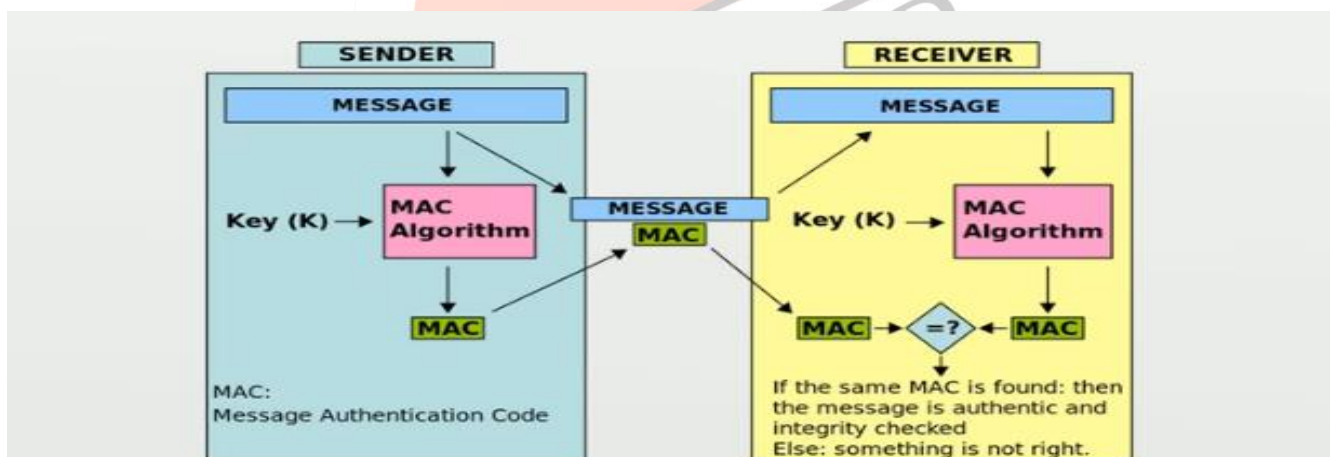 SENDER
MESSAGE
Key (K)
MAC
Algorithm
MAC
MAC:
Message Authentication Code
MESSAGE
MAC
RECEIVER
MESSAGE
Key (K)
MAC
Algorithm
MAC
=?
MAC
If the same MAC is found: then
the message is authentic and
integrity checked
Else: something is not right.